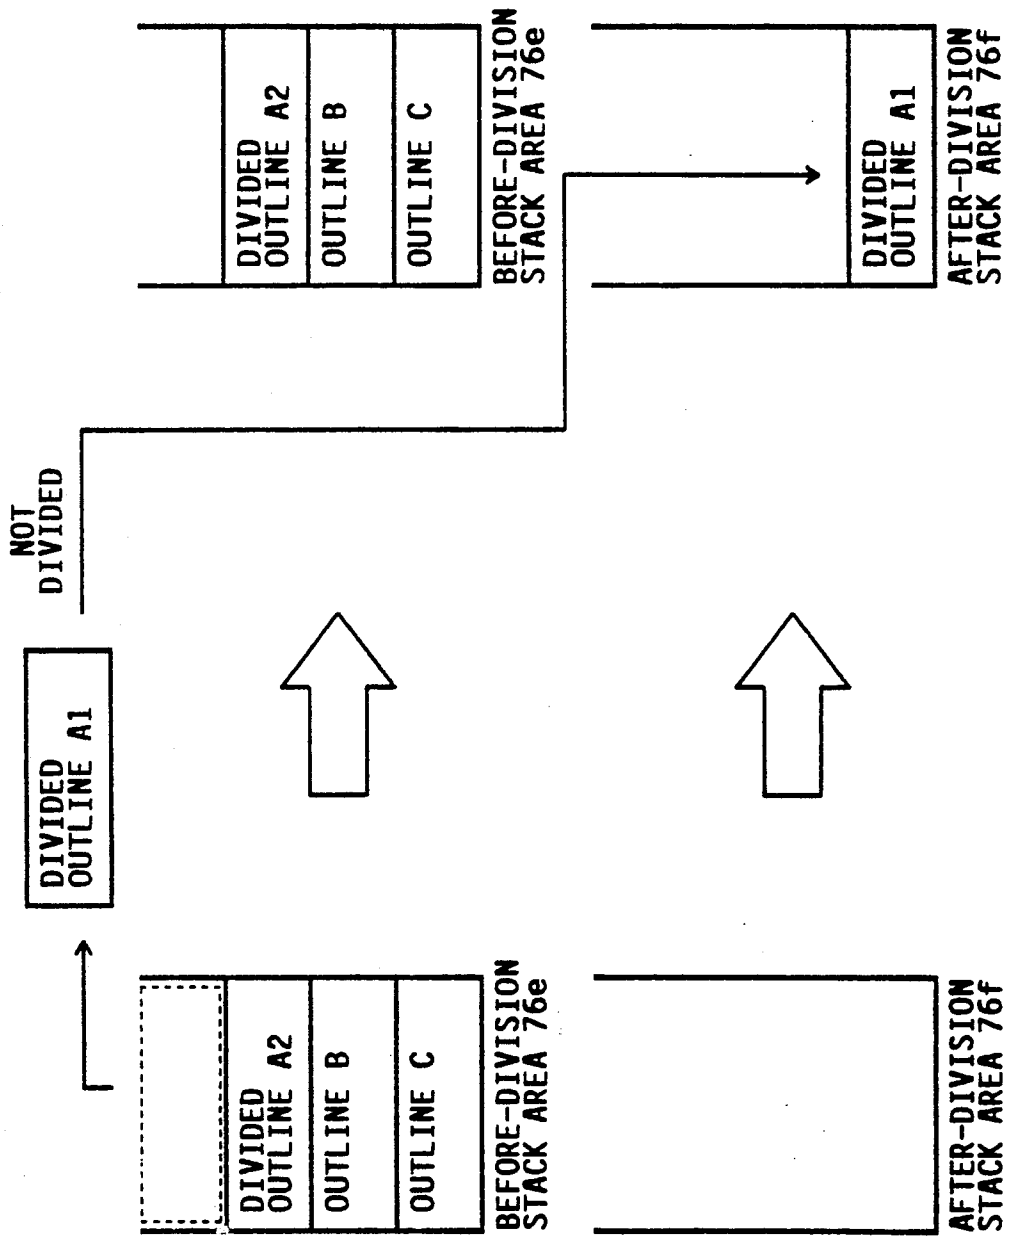 DIVIDED
OUTLINE A1
NOT
DIVIDED
DIVIDED
OUTLINE A2
OUTLINE B
OUTLINE C
BEFORE-DIVISION
STACK AREA 76e
DIVIDED
OUTLINE A2
OUTLINE B
OUTLINE C
BEFORE-DIVISION
STACK AREA 76e
AFTER-DIVISION
STACK AREA 76f
DIVIDED
OUTLINE A1
AFTER-DIVISION
STACK AREA 76f